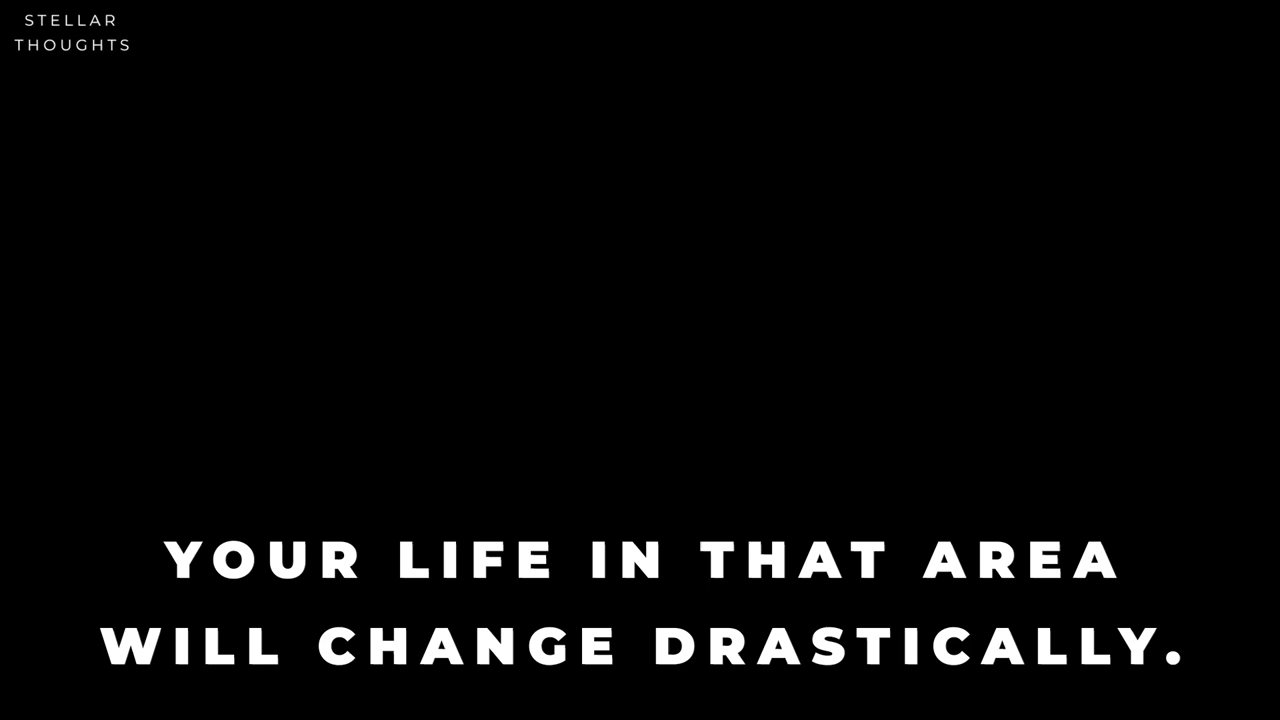 STELLAR
THOUGHTS
YOUR LIFE IN THAT AREA
WILL CHANGE DRASTICALLY.